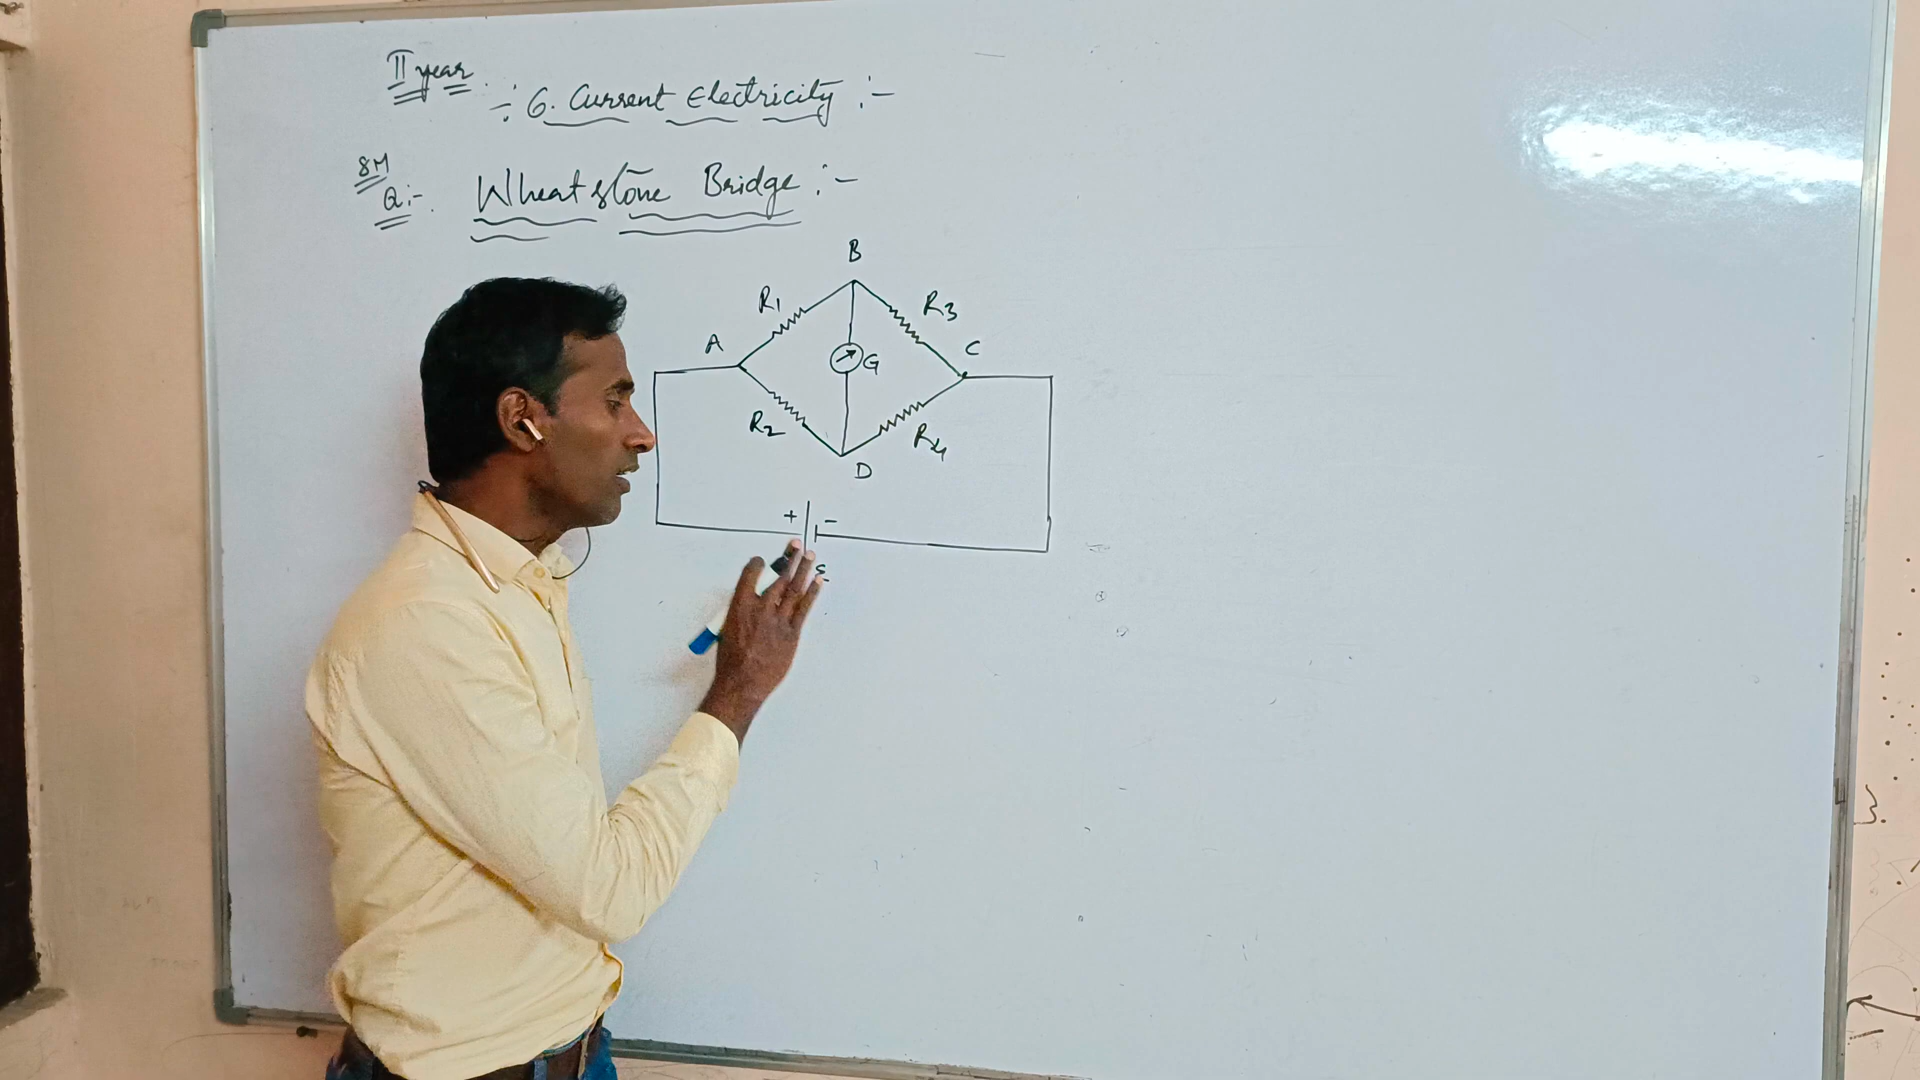 II year
:- 6. Current Electricity :-
8M
Q:- Wheatstone Bridge :-
B
R1 R3
A C
G
R2 R4
D
+ -
ε